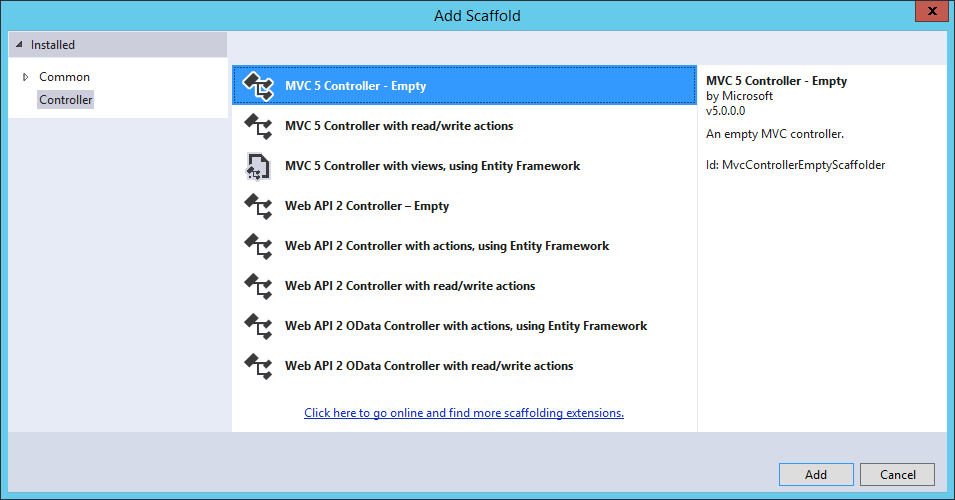 Add Scaffold
x
Installed
Common
Controller
MVC 5 Controller - Empty
MVC 5 Controller with read/write actions
MVC 5 Controller with views, using Entity Framework
Web API 2 Controller – Empty
Web API 2 Controller with actions, using Entity Framework
Web API 2 Controller with read/write actions
Web API 2 OData Controller with actions, using Entity Framework
Web API 2 OData Controller with read/write actions
Click here to go online and find more scaffolding extensions.
MVC 5 Controller - Empty
by Microsoft
v5.0.0.0
An empty MVC controller.
Id: MvcControllerEmptyScaffolder
Add
Cancel